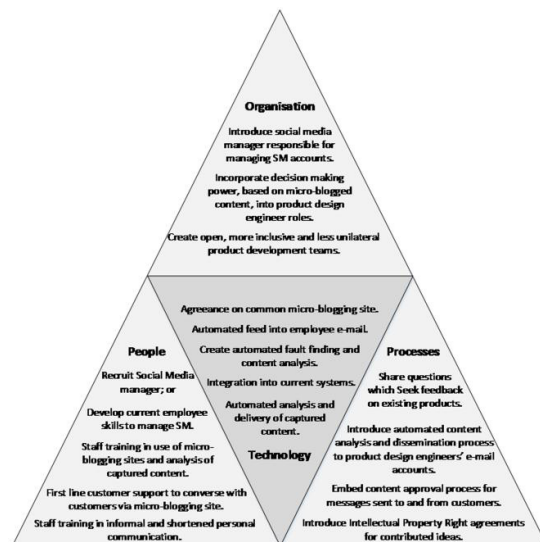 Organisation
Introduce social media
manager responsible for
managing SM accounts.
Incorporate decision making
power, based on micro-blogged
content, into product design
engineer roles.
Create open, more inclusive and less unilateral
product development teams.
Agreeance on common micro-blogging site.
Automated feed into employee e-mail.
Create automated fault finding and
content analysis.
Integration into current systems.
Automated analysis and
delivery of captured
content.
Technology
People
Recruit Social Media
manager; or
Develop current employee
skills to manage SM.
Staff training in use of micro-
blogging sites and analysis of
captured content.
First line customer support to converse with
customers via micro-blogging site.
Staff training in informal and shortened personal
communication.
Processes
Share questions
which Seek feedback
on existing products.
Introduce automated content
analysis and dissemination process
to product design engineers' e-mail
accounts.
Embed content approval process for
messages sent to and from customers.
Introduce Intellectual Property Right agreements
for contributed ideas.